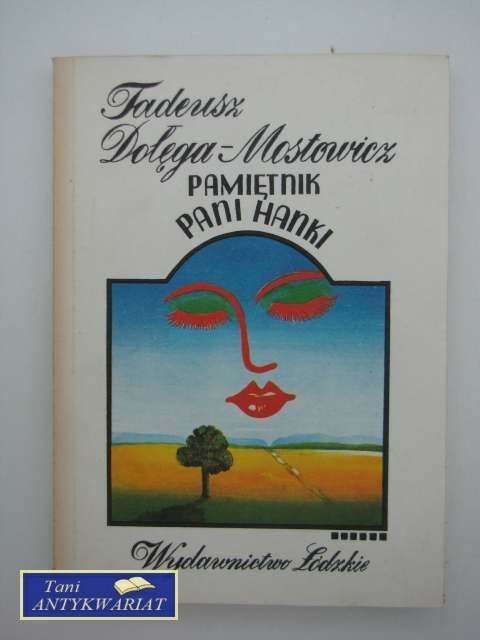 Tadeusz
Dołęga-Mostowicz
PAMIĘTNIK
PANI HANKI
Wydawnictwo Łódzkie
Tani
ANTYKWARIAT